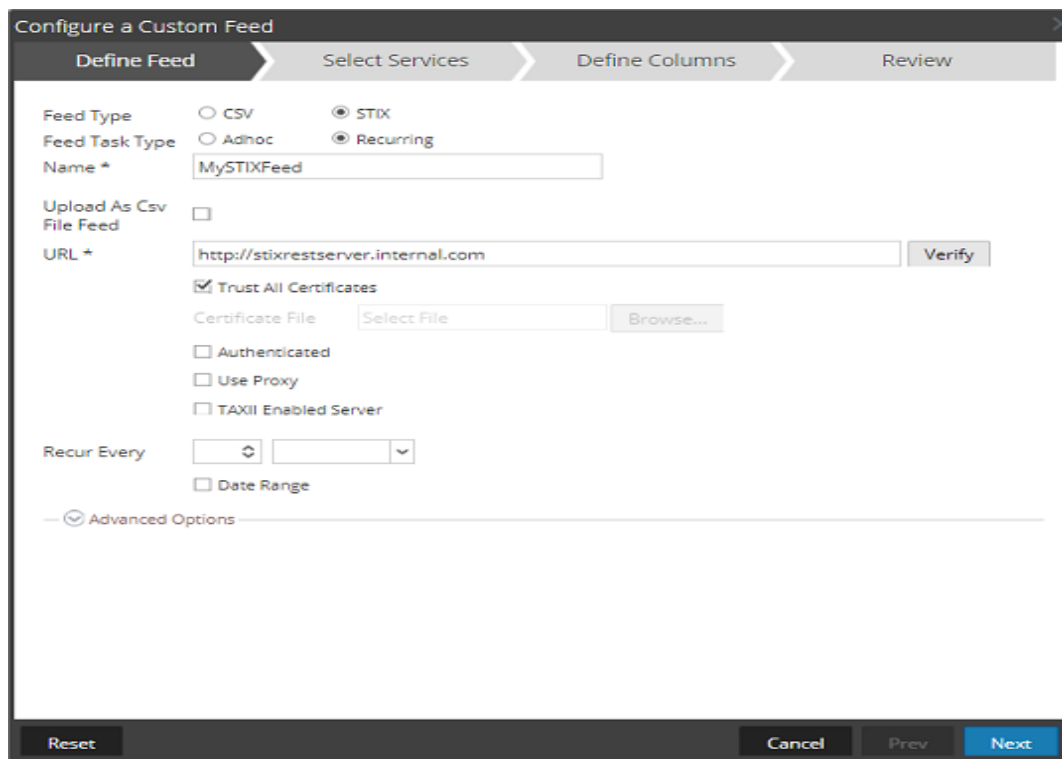 Configure a Custom Feed
Define Feed Select Services Define Columns Review
Feed Type CSV STIX
Feed Task Type Adhoc Recurring
Name * MySTIXFeed
Upload As Csv
File Feed
URL * http://stixrestserver.internal.com Verify
Trust All Certificates
Certificate File Select File Browse...
Authenticated
Use Proxy
TAXII Enabled Server
Recur Every
Date Range
Advanced Options
Reset Cancel Prev Next